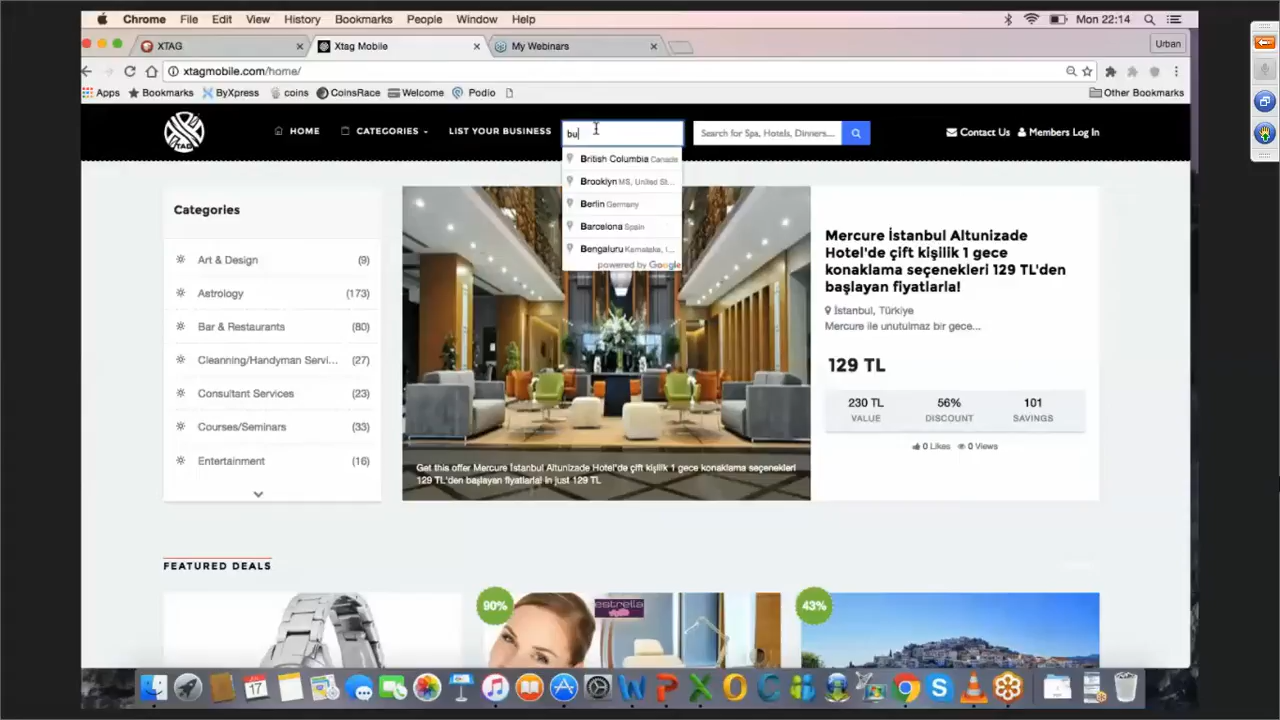 Chrome File Edit View History Bookmarks People Window Help Mon 22:14
XTAG Xtag Mobile My Webinars Urban
xtagmobile.com/home/
Apps Bookmarks ByXpress coins CoinsRace Welcome Podio Other Bookmarks
XTAG
HOME CATEGORIES LIST YOUR BUSINESS bu Search for Spa, Hotels, Dinners.... Contact Us Members Log In
British Columbia Canada
Brooklyn MS, United St...
Berlin Germany
Barcelona Spain
Bengaluru Karnataka, I...
powered by Google
Categories
Art & Design (9)
Astrology (173)
Bar & Restaurants (80)
Cleanning/Handyman Servi... (27)
Consultant Services (23)
Courses/Seminars (33)
Entertainment (16)
Get this offer Mercure İstanbul Altunizade Hotel'de çift kişilik 1 gece konaklama seçenekleri
129 TL'den başlayan fiyatlarla! in just 129 TL
Mercure İstanbul Altunizade
Hotel'de çift kişilik 1 gece
konaklama seçenekleri 129 TL'den
başlayan fiyatlarla!
İstanbul, Türkiye
Mercure ile unutulmaz bir gece...
129 TL
230 TL 56% 101
VALUE DISCOUNT SAVINGS
0 Likes 0 Views
FEATURED DEALS
90% estrella 43%
17